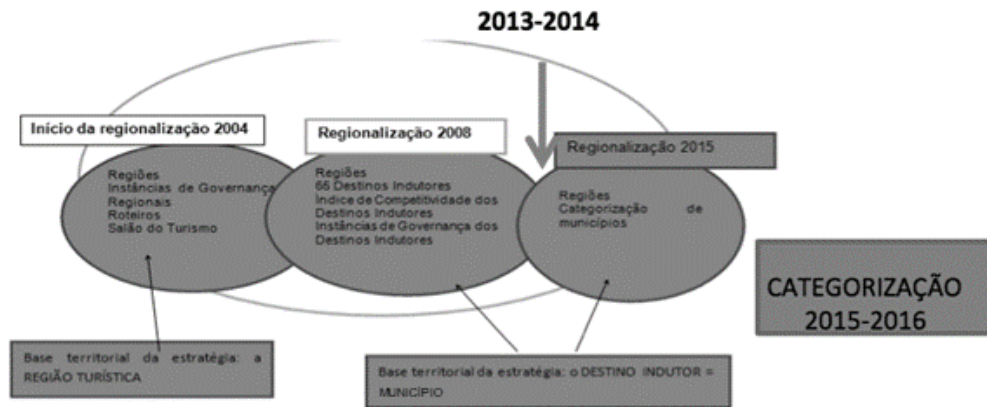 2013-2014
Início da regionalização 2004
Regiões
Instâncias de Governança
Regionais
Roteiros
Salão do Turismo
Regionalização 2008
Regiões
65 Destinos Indutores
Índice de Competitividade dos
Destinos Indutores
Instâncias de Governança dos
Destinos Indutores
Regionalização 2015
Regiões
Categorização de
municípios
CATEGORIZAÇÃO
2015-2016
Base territorial da estratégia: a
REGIÃO TURÍSTICA
Base territorial da estratégia: o DESTINO INDUTOR =
MUNICÍPIO